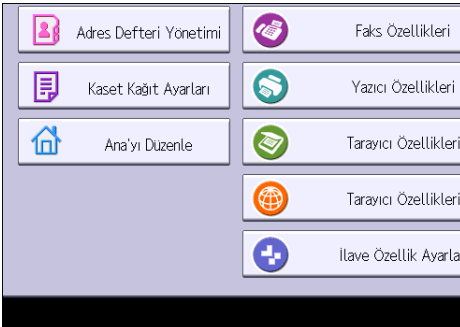 Adres Defteri Yönetimi
Faks Özellikleri
Kaset Kağıt Ayarları
Yazıcı Özellikleri
Ana'yı Düzenle
Tarayıcı Özellikleri
Tarayıcı Özellikleri
İlave Özellik Ayarla